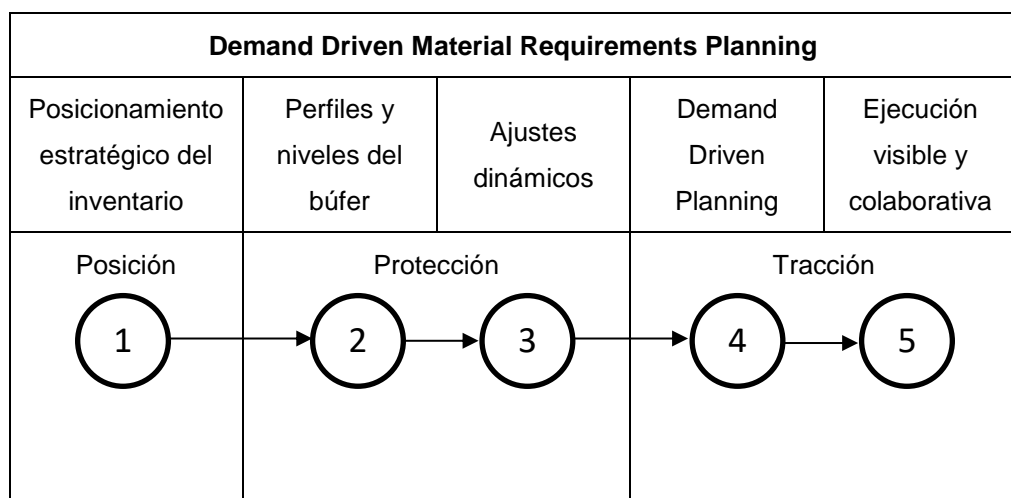 Demand Driven Material Requirements Planning
Posicionamiento
estratégico del
inventario
Perfiles y
niveles del
búfer
Ajustes
dinámicos
Demand
Driven
Planning
Ejecución
visible y
colaborativa
Posición
Protección
Tracción
1
2
3
4
5